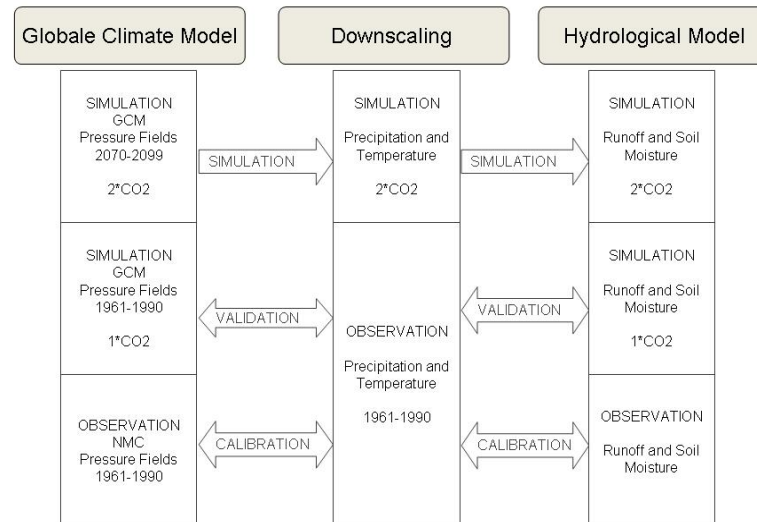 Globale Climate Model
Downscaling
Hydrological Model
SIMULATION
GCM
Pressure Fields
2070-2099
2*CO2
SIMULATION
SIMULATION
Precipitation and
Temperature
2*CO2
SIMULATION
SIMULATION
Runoff and Soil
Moisture
2*CO2
SIMULATION
GCM
Pressure Fields
1961-1990
1*CO2
VALIDATION
OBSERVATION
Precipitation and
Temperature
1961-1990
VALIDATION
SIMULATION
Runoff and Soil
Moisture
1*CO2
OBSERVATION
NMC
Pressure Fields
1961-1990
CALIBRATION
CALIBRATION
OBSERVATION
Runoff and Soil
Moisture